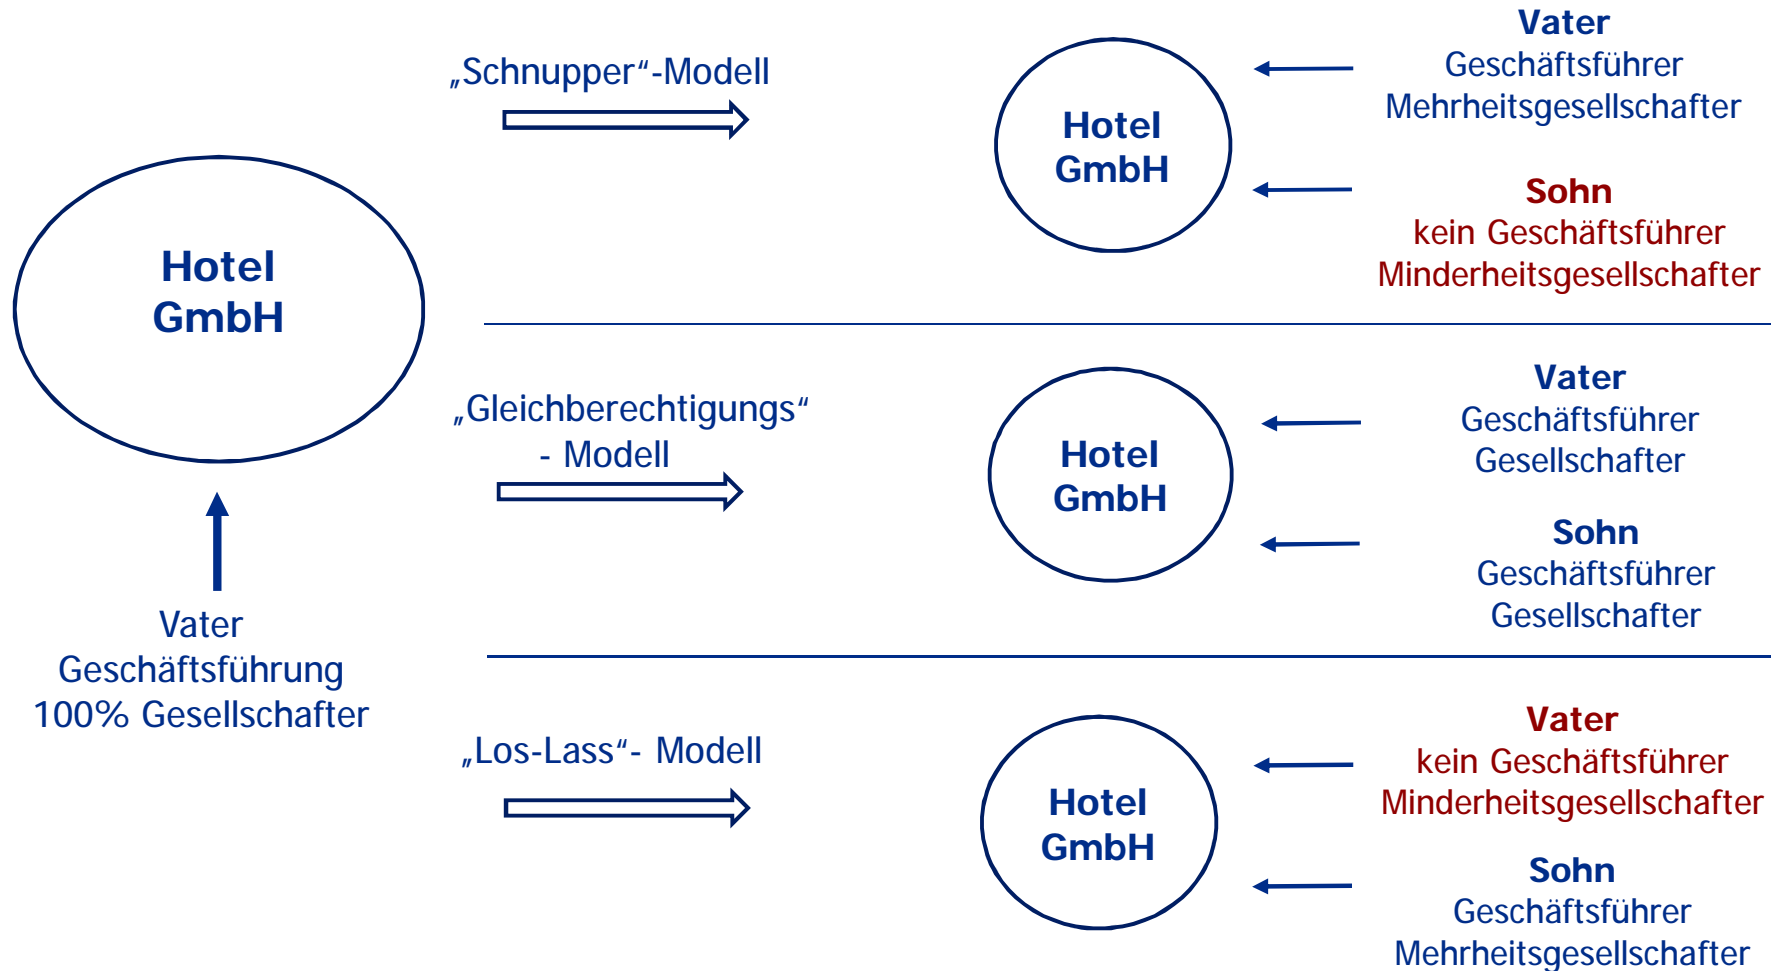 Hotel
GmbH
Vater
Geschäftsführung
100% Gesellschafter
„Schnupper“-Modell
Hotel
GmbH
Vater
Geschäftsführer
Mehrheitsgesellschafter
Sohn
kein Geschäftsführer
Minderheitsgesellschafter
„Gleichberechtigungs“
- Modell
Hotel
GmbH
Vater
Geschäftsführer
Gesellschafter
Sohn
Geschäftsführer
Gesellschafter
„Los-Lass“- Modell
Hotel
GmbH
Vater
kein Geschäftsführer
Minderheitsgesellschafter
Sohn
Geschäftsführer
Mehrheitsgesellschafter